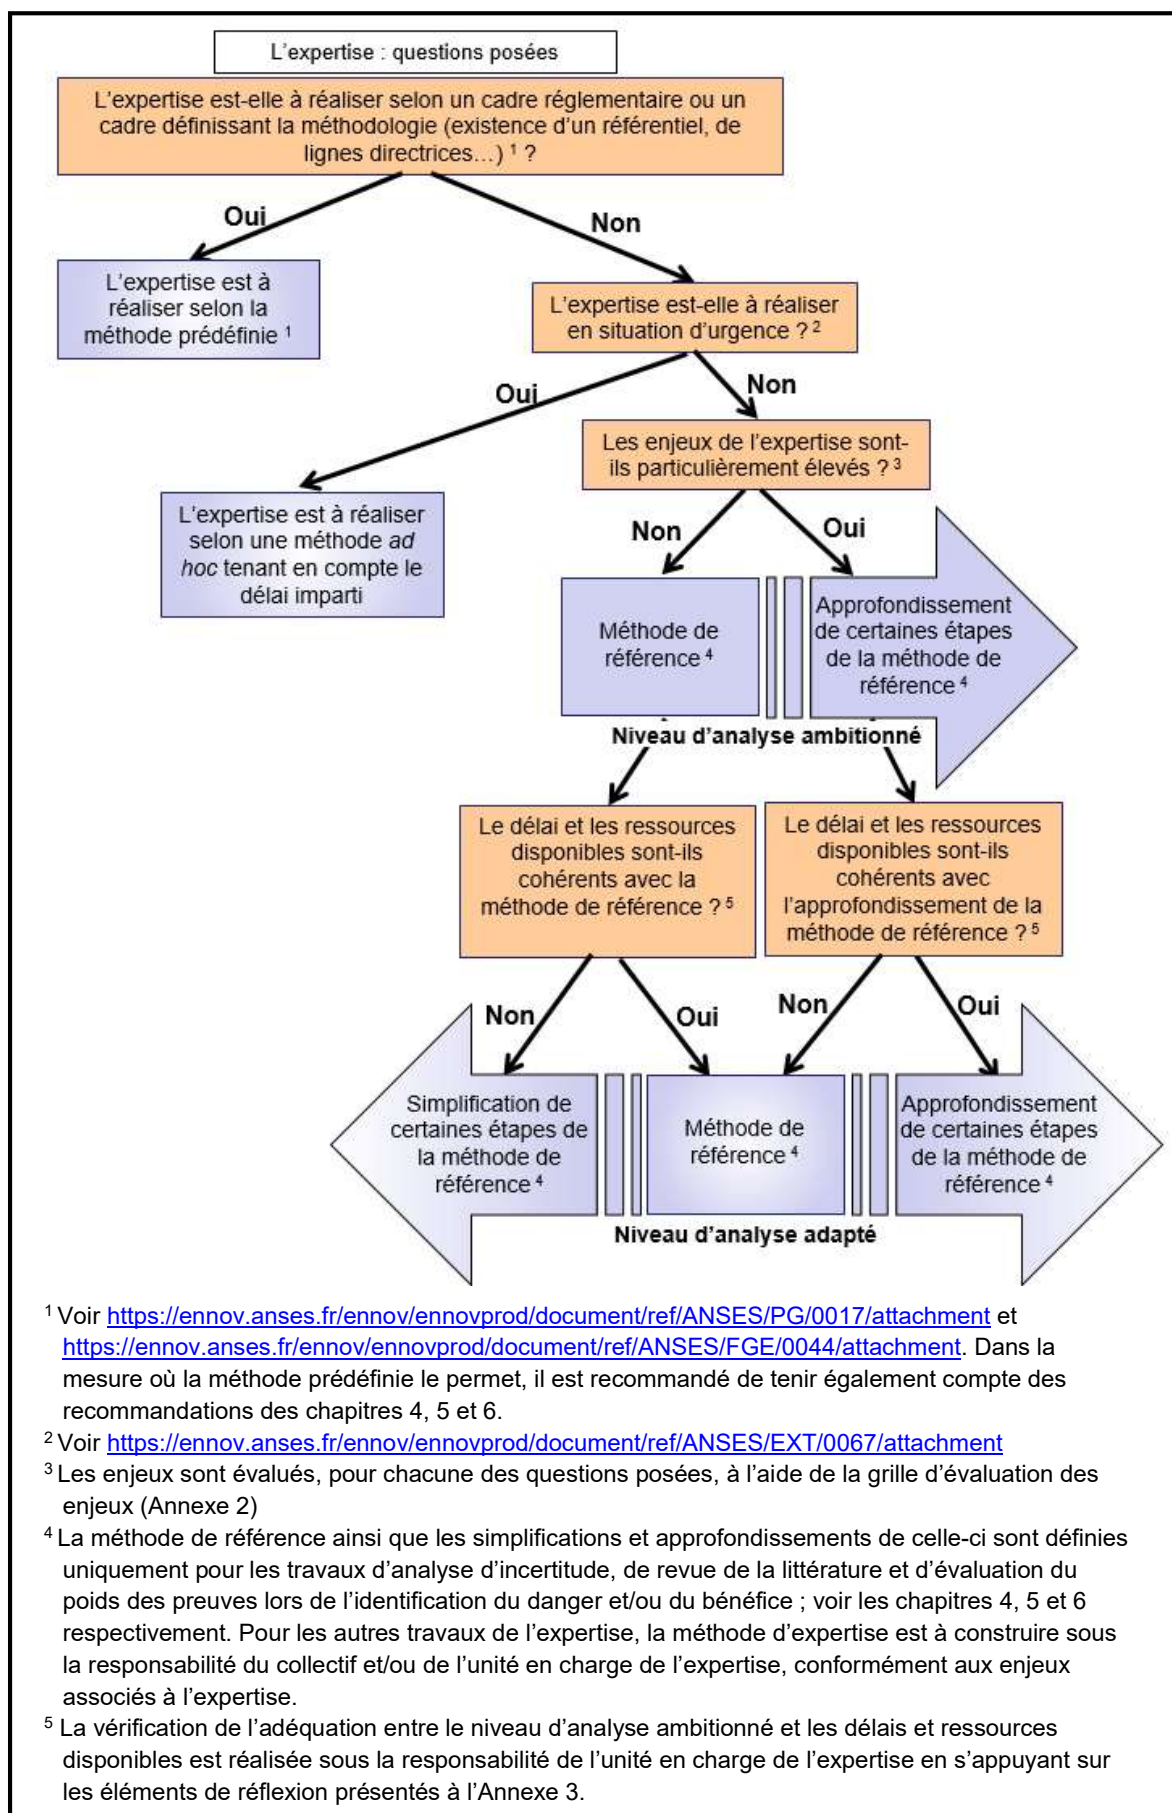 L'expertise : questions posées
L'expertise est-elle à réaliser selon un cadre réglementaire ou un
cadre définissant la méthodologie (existence d'un référentiel, de
lignes directrices…) 1 ?
Oui
Non
L'expertise est à
réaliser selon la
méthode prédéfinie 1
L'expertise est-elle à réaliser
en situation d'urgence ? 2
Oui
Non
Les enjeux de l'expertise sont-
ils particulièrement élevés ? 3
L'expertise est à réaliser
selon une méthode ad
hoc tenant en compte le
délai imparti
Non
Oui
Méthode de
référence 4
Approfondissement
de certaines étapes
de la méthode de
référence 4
Niveau d'analyse ambitionné
Le délai et les ressources
disponibles sont-ils
cohérents avec la
méthode de référence ? 5
Le délai et les ressources
disponibles sont-ils
cohérents avec
l'approfondissement de la
méthode de référence ? 5
Non
Oui
Non
Oui
Simplification de
certaines étapes de
la méthode de
référence 4
Méthode de
référence 4
Approfondissement
de certaines étapes
de la méthode de
référence 4
Niveau d'analyse adapté
1 Voir https://ennov.anses.fr/ennov/ennovprod/document/ref/ANSES/PG/0017/attachment et
https://ennov.anses.fr/ennov/ennovprod/document/ref/ANSES/FGE/0044/attachment. Dans la
mesure où la méthode prédéfinie le permet, il est recommandé de tenir également compte des
recommandations des chapitres 4, 5 et 6.
2 Voir https://ennov.anses.fr/ennov/ennovprod/document/ref/ANSES/EXT/0067/attachment
3 Les enjeux sont évalués, pour chacune des questions posées, à l'aide de la grille d'évaluation des
enjeux (Annexe 2)
4 La méthode de référence ainsi que les simplifications et approfondissements de celle-ci sont définies
uniquement pour les travaux d'analyse d'incertitude, de revue de la littérature et d'évaluation du
poids des preuves lors de l'identification du danger et/ou du bénéfice ; voir les chapitres 4, 5 et 6
respectivement. Pour les autres travaux de l'expertise, la méthode d'expertise est à construire sous
la responsabilité du collectif et/ou de l'unité en charge de l'expertise, conformément aux enjeux
associés à l'expertise.
5 La vérification de l'adéquation entre le niveau d'analyse ambitionné et les délais et ressources
disponibles est réalisée sous la responsabilité de l'unité en charge de l'expertise en s'appuyant sur
les éléments de réflexion présentés à l'Annexe 3.